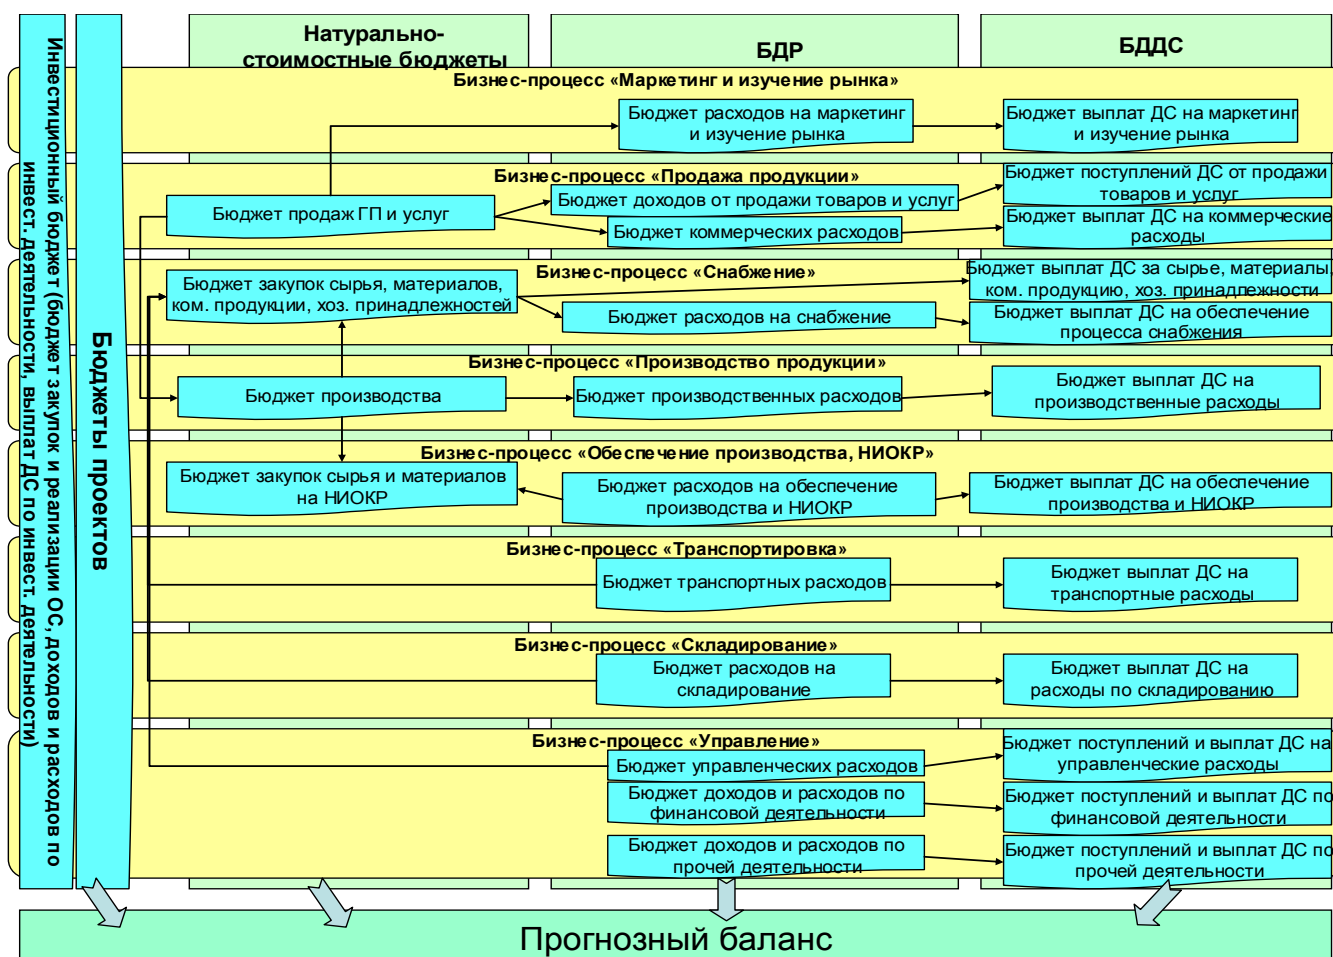 Инвестиционный бюджет (бюджет закупок и реализации ОС, доходов и расходов по
инвест. деятельности, выплат ДС по инвест. деятельности)
Бюджеты проектов
Натурально-
стоимостные бюджеты
БДР
БДДС
Бизнес-процесс «Маркетинг и изучение рынка»
Бюджет расходов на маркетинг
и изучение рынка
Бюджет выплат ДС на маркетинг
и изучение рынка
Бизнес-процесс «Продажа продукции»
Бюджет продаж ГП и услуг
Бюджет доходов от продажи товаров и услуг
Бюджет коммерческих расходов
Бюджет поступлений ДС от продажи
товаров и услуг
Бюджет выплат ДС на коммерческие
расходы
Бизнес-процесс «Снабжение»
Бюджет закупок сырья, материалов,
ком. продукции, хоз. принадлежностей
Бюджет расходов на снабжение
Бюджет выплат ДС за сырье, материалы,
ком. продукцию, хоз. принадлежности
Бюджет выплат ДС на обеспечение
процесса снабжения
Бизнес-процесс «Производство продукции»
Бюджет производства
Бюджет производственных расходов
Бюджет выплат ДС на
производственные расходы
Бизнес-процесс «Обеспечение производства, НИОКР»
Бюджет закупок сырья и материалов
на НИОКР
Бюджет расходов на обеспечение
производства и НИОКР
Бюджет выплат ДС на обеспечение
производства и НИОКР
Бизнес-процесс «Транспортировка»
Бюджет транспортных расходов
Бюджет выплат ДС на
транспортные расходы
Бизнес-процесс «Складирование»
Бюджет расходов на
складирование
Бюджет выплат ДС на
расходы по складированию
Бизнес-процесс «Управление»
Бюджет управленческих расходов
Бюджет поступлений и выплат ДС на
управленческие расходы
Бюджет доходов и расходов по
финансовой деятельности
Бюджет поступлений и выплат ДС по
финансовой деятельности
Бюджет доходов и расходов по
прочей деятельности
Бюджет поступлений и выплат ДС по
прочей деятельности
Прогнозный баланс